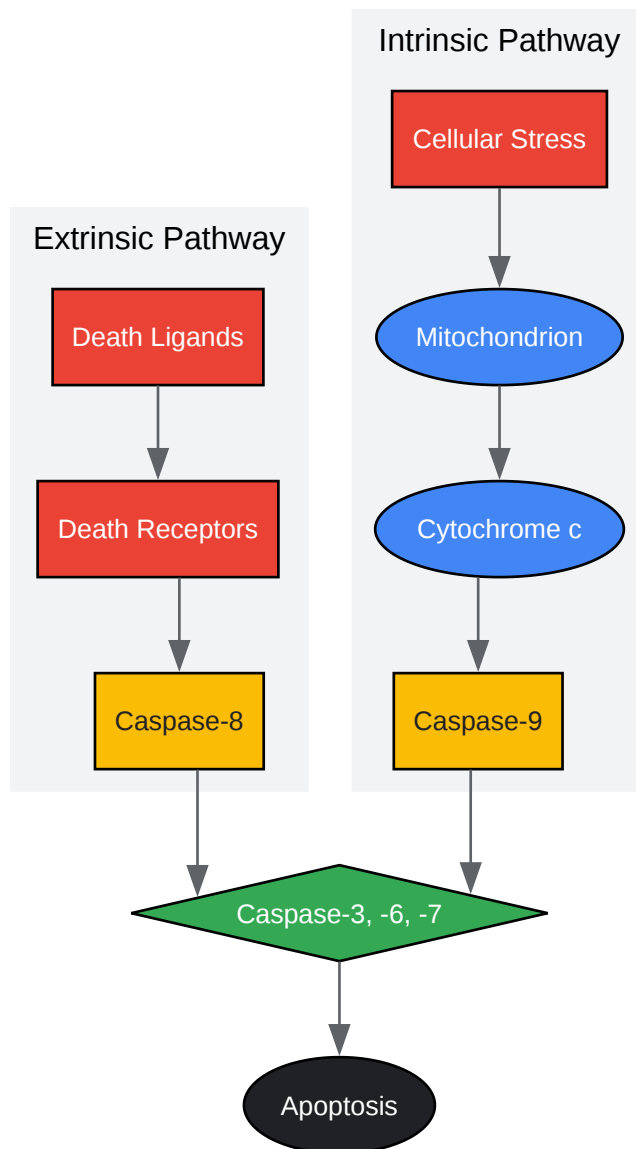 Intrinsic Pathway
Cellular Stress
Extrinsic Pathway
Death Ligands
Mitochondrion
Death Receptors
Cytochrome c
Caspase-8
Caspase-9
Caspase-3, -6, -7
Apoptosis